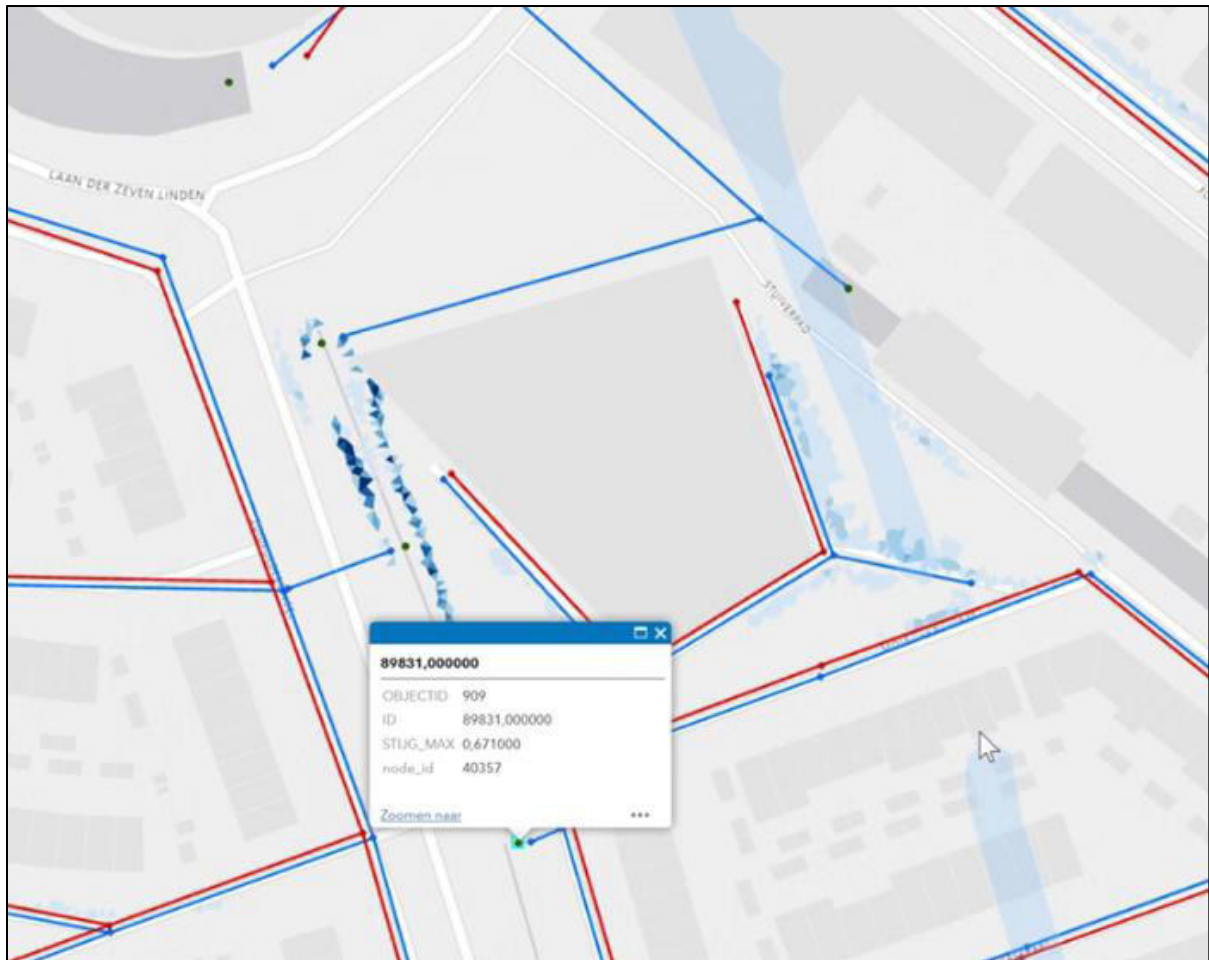 LAAN DER ZEVEN LINDEN
STUIVERPAD
89831,000000
OBJECTID 909
ID 89831,000000
STIJG_MAX 0,671000
node_id 40357
Zoomen naar